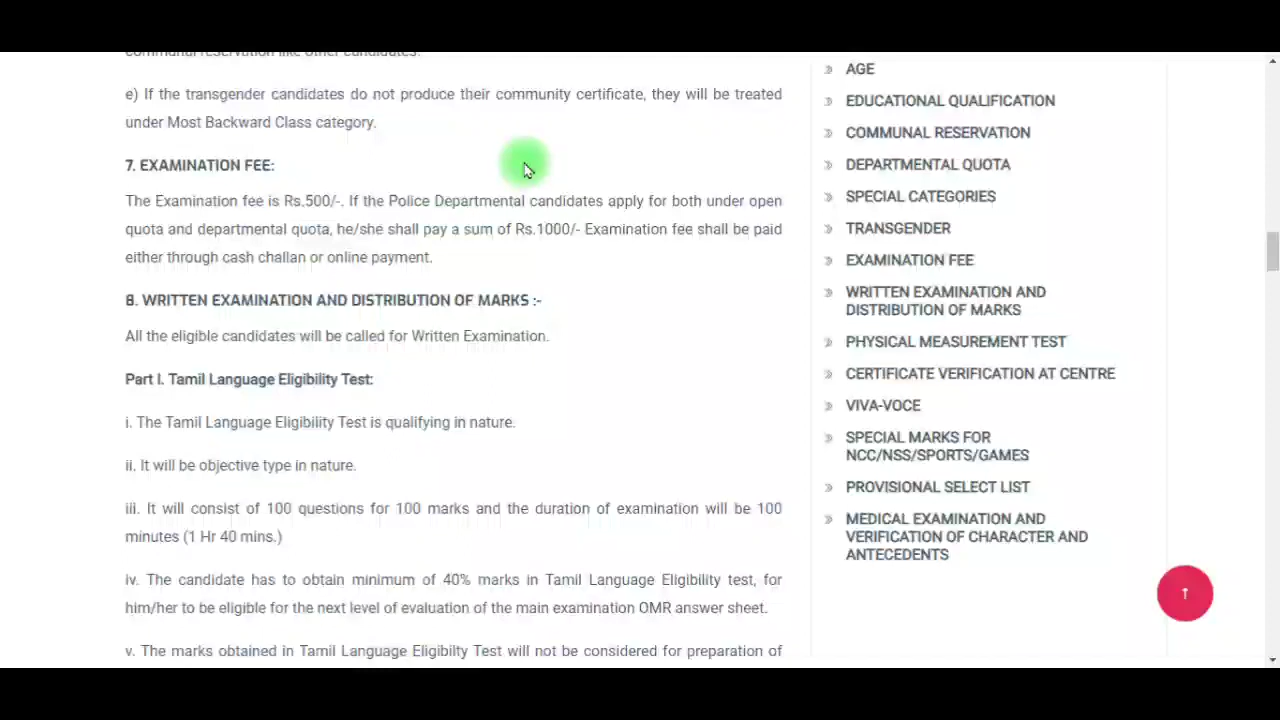 communal reservation like other candidates.
e) If the transgender candidates do not produce their community certificate, they will be treated
under Most Backward Class category.
7. EXAMINATION FEE:
The Examination fee is Rs.500/-. If the Police Departmental candidates apply for both under open
quota and departmental quota, he/she shall pay a sum of Rs.1000/- Examination fee shall be paid
either through cash challan or online payment.
8. WRITTEN EXAMINATION AND DISTRIBUTION OF MARKS :-
All the eligible candidates will be called for Written Examination.
Part I. Tamil Language Eligibility Test:
i. The Tamil Language Eligibility Test is qualifying in nature.
ii. It will be objective type in nature.
iii. It will consist of 100 questions for 100 marks and the duration of examination will be 100
minutes (1 Hr 40 mins.)
iv. The candidate has to obtain minimum of 40% marks in Tamil Language Eligibility test, for
him/her to be eligible for the next level of evaluation of the main examination OMR answer sheet.
v. The marks obtained in Tamil Language Eligibilty Test will not be considered for preparation of
AGE
EDUCATIONAL QUALIFICATION
COMMUNAL RESERVATION
DEPARTMENTAL QUOTA
SPECIAL CATEGORIES
TRANSGENDER
EXAMINATION FEE
WRITTEN EXAMINATION AND
DISTRIBUTION OF MARKS
PHYSICAL MEASUREMENT TEST
CERTIFICATE VERIFICATION AT CENTRE
VIVA-VOCE
SPECIAL MARKS FOR
NCC/NSS/SPORTS/GAMES
PROVISIONAL SELECT LIST
MEDICAL EXAMINATION AND
VERIFICATION OF CHARACTER AND
ANTECEDENTS